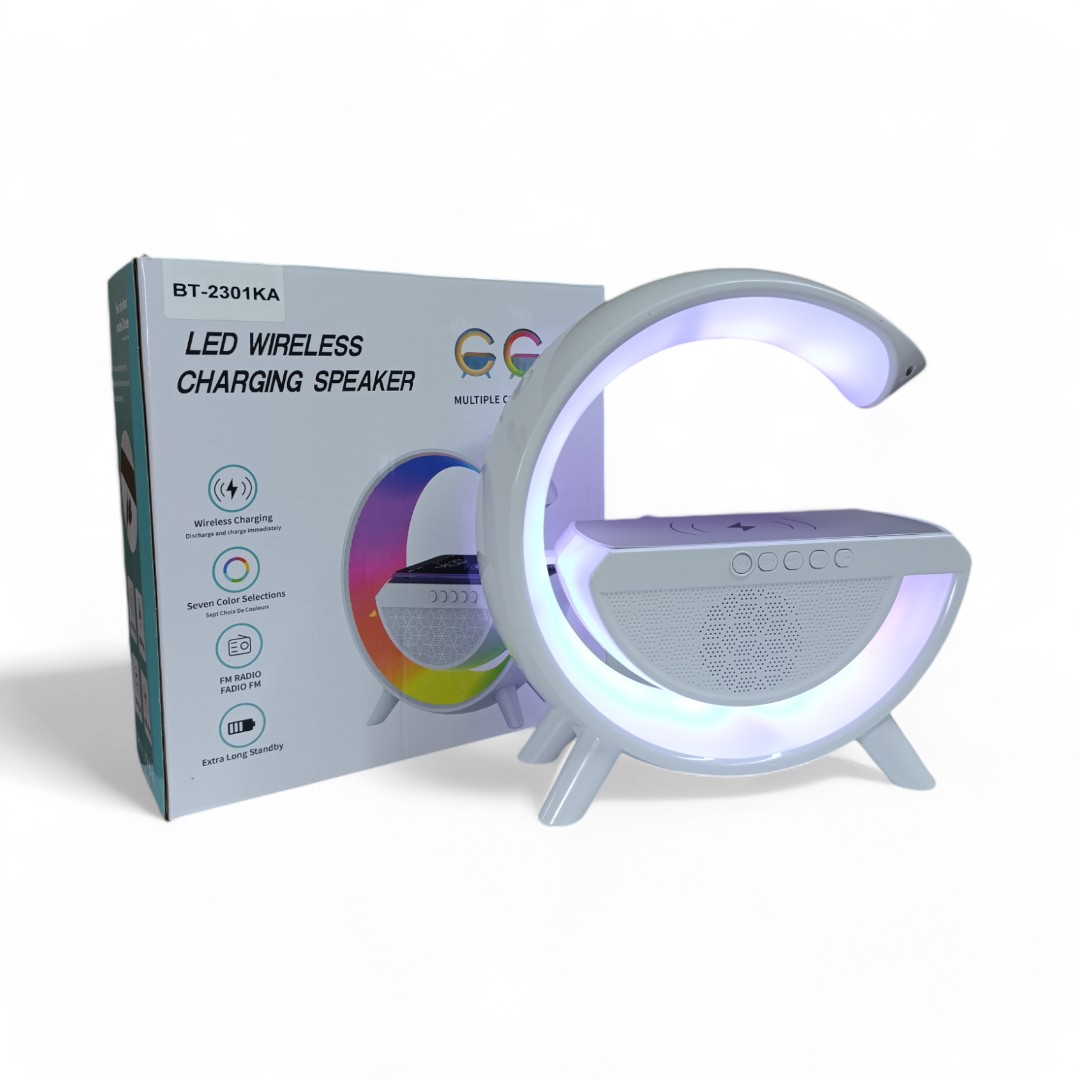 BT-2301KA
LED WIRELESS
CHARGING SPEAKER
MULTIPLE
Wireless Charging
Discharge and charge immediately
Seven Color Selections
Sept Choix De Couleurs
FM RADIO
FADIO FM
Extra Long Standby